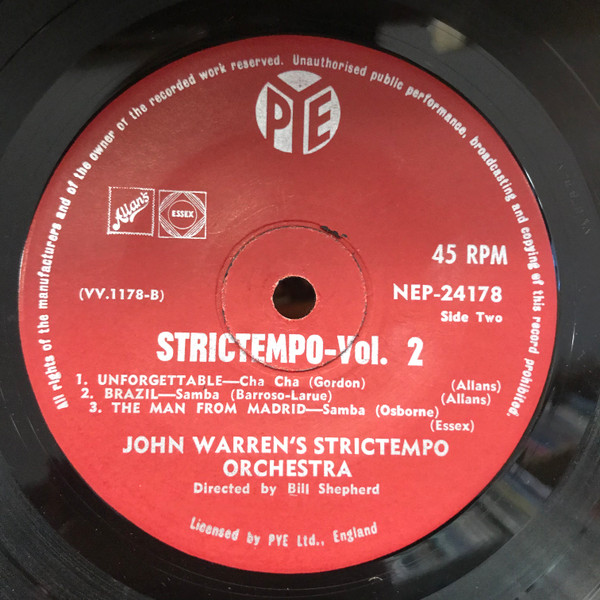 All rights of the manufacturers and of the owner of the recorded work reserved. Unauthorised public performance, broadcasting and copying of this record prohibited.
PYE
Allan's
ESSEX
45 RPM
(VV.1178-B)
NEP-24178
Side Two
STRICTEMPO-Vol. 2
1. UNFORGETTABLE—Cha Cha (Gordon) (Allans)
2. BRAZIL—Samba (Barroso-Larue) (Allans)
3. THE MAN FROM MADRID—Samba (Osborne)
(Essex)
JOHN WARREN'S STRICTEMPO
ORCHESTRA
Directed by Bill Shepherd
Licensed by PYE Ltd., England